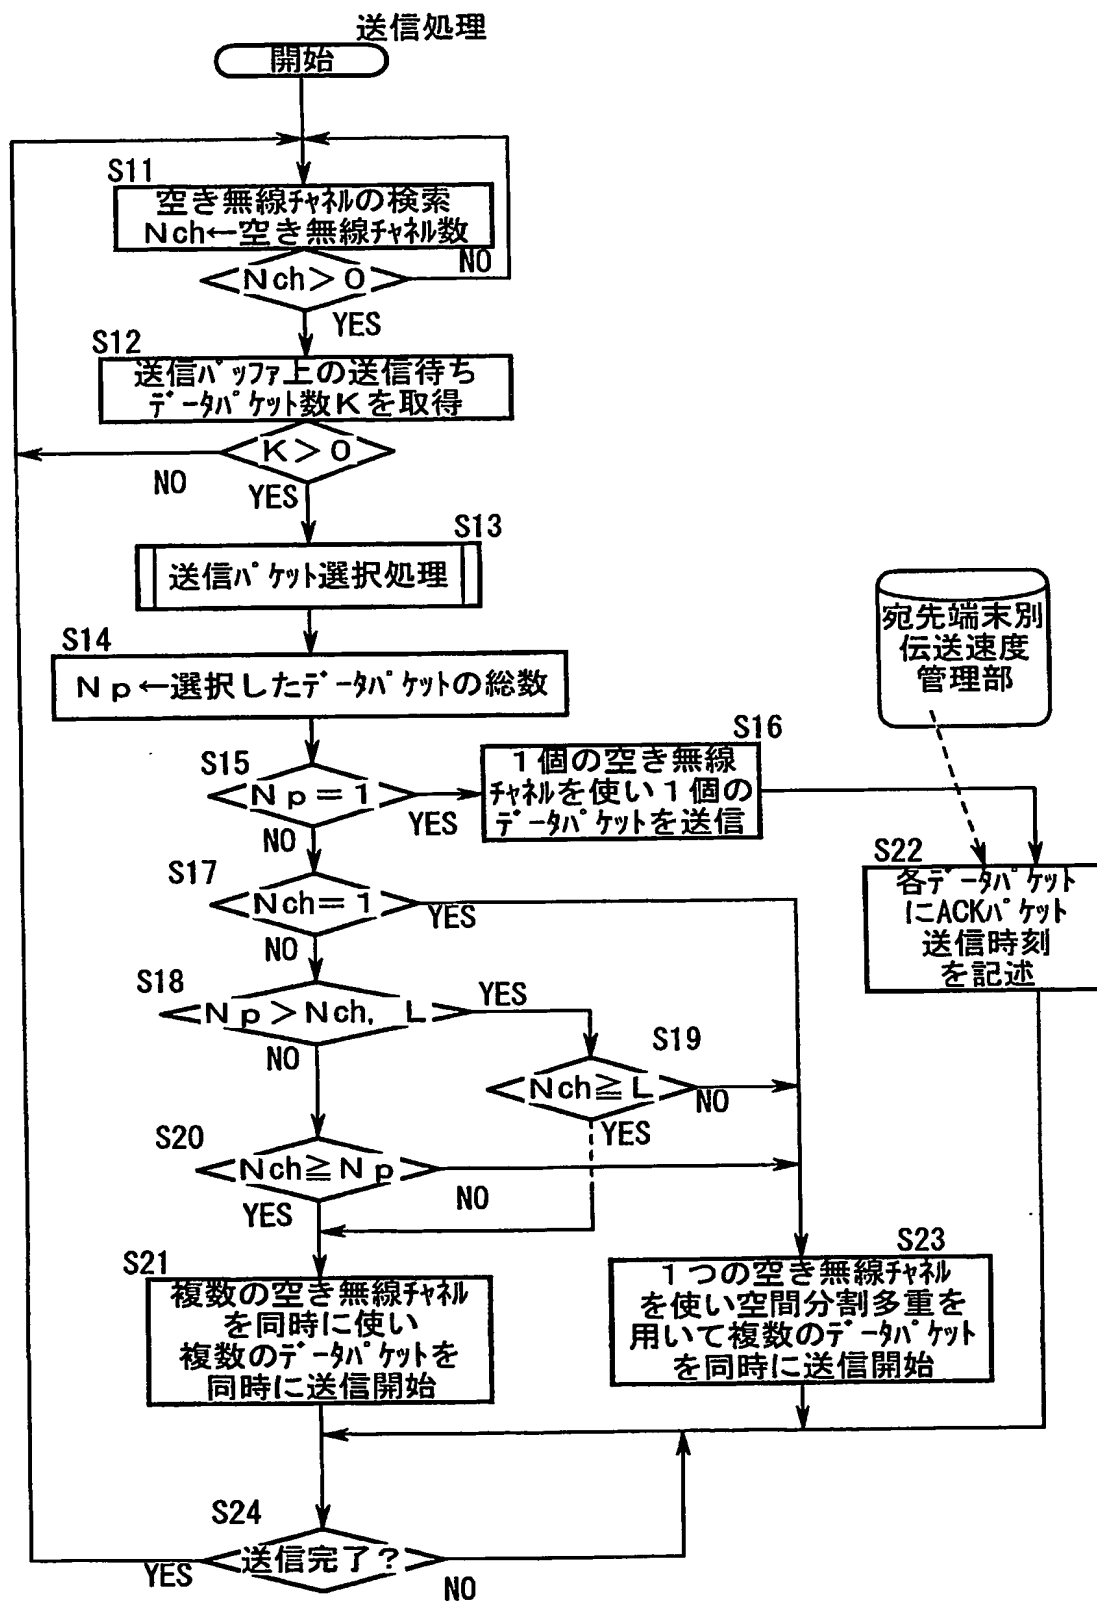 送信処理
開始
S11
空き無線チャネルの検索
Nch←空き無線チャネル数
Nch>0
NO
YES
S12
送信バッファ上の送信待ち
データパケット数Kを取得
K>0
NO
YES
S13
送信パケット選択処理
S14
Np←選択したデータパケットの総数
宛先端末別
伝送速度
管理部
S15
Np=1
YES
NO
S16
1個の空き無線
チャネルを使い1個の
データパケットを送信
S17
Nch=1
YES
NO
S22
各データパケット
にACKパケット
送信時刻
を記述
S18
Np>Nch, L
YES
NO
S19
Nch≧L
NO
YES
S20
Nch≧Np
NO
YES
S21
複数の空き無線チャネル
を同時に使い
複数のデータパケットを
同時に送信開始
S23
1つの空き無線チャネル
を使い空間分割多重を
用いて複数のデータパケット
を同時に送信開始
S24
送信完了?
YES
NO